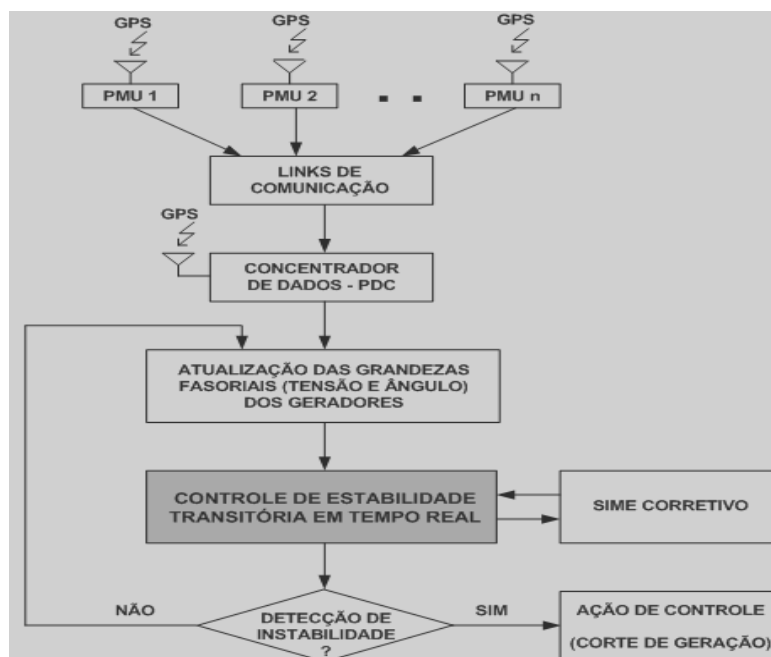 GPS
GPS
GPS
PMU 1
PMU 2
PMU n
LINKS DE
COMUNICAÇÃO
GPS
CONCENTRADOR
DE DADOS - PDC
ATUALIZAÇÃO DAS GRANDEZAS
FASORIAIS (TENSÃO E ÂNGULO)
DOS GERADORES
CONTROLE DE ESTABILIDADE
TRANSITÓRIA EM TEMPO REAL
SIME CORRETIVO
NÃO
DETECÇÃO DE
INSTABILIDADE
?
SIM
AÇÃO DE CONTROLE
(CORTE DE GERAÇÃO)